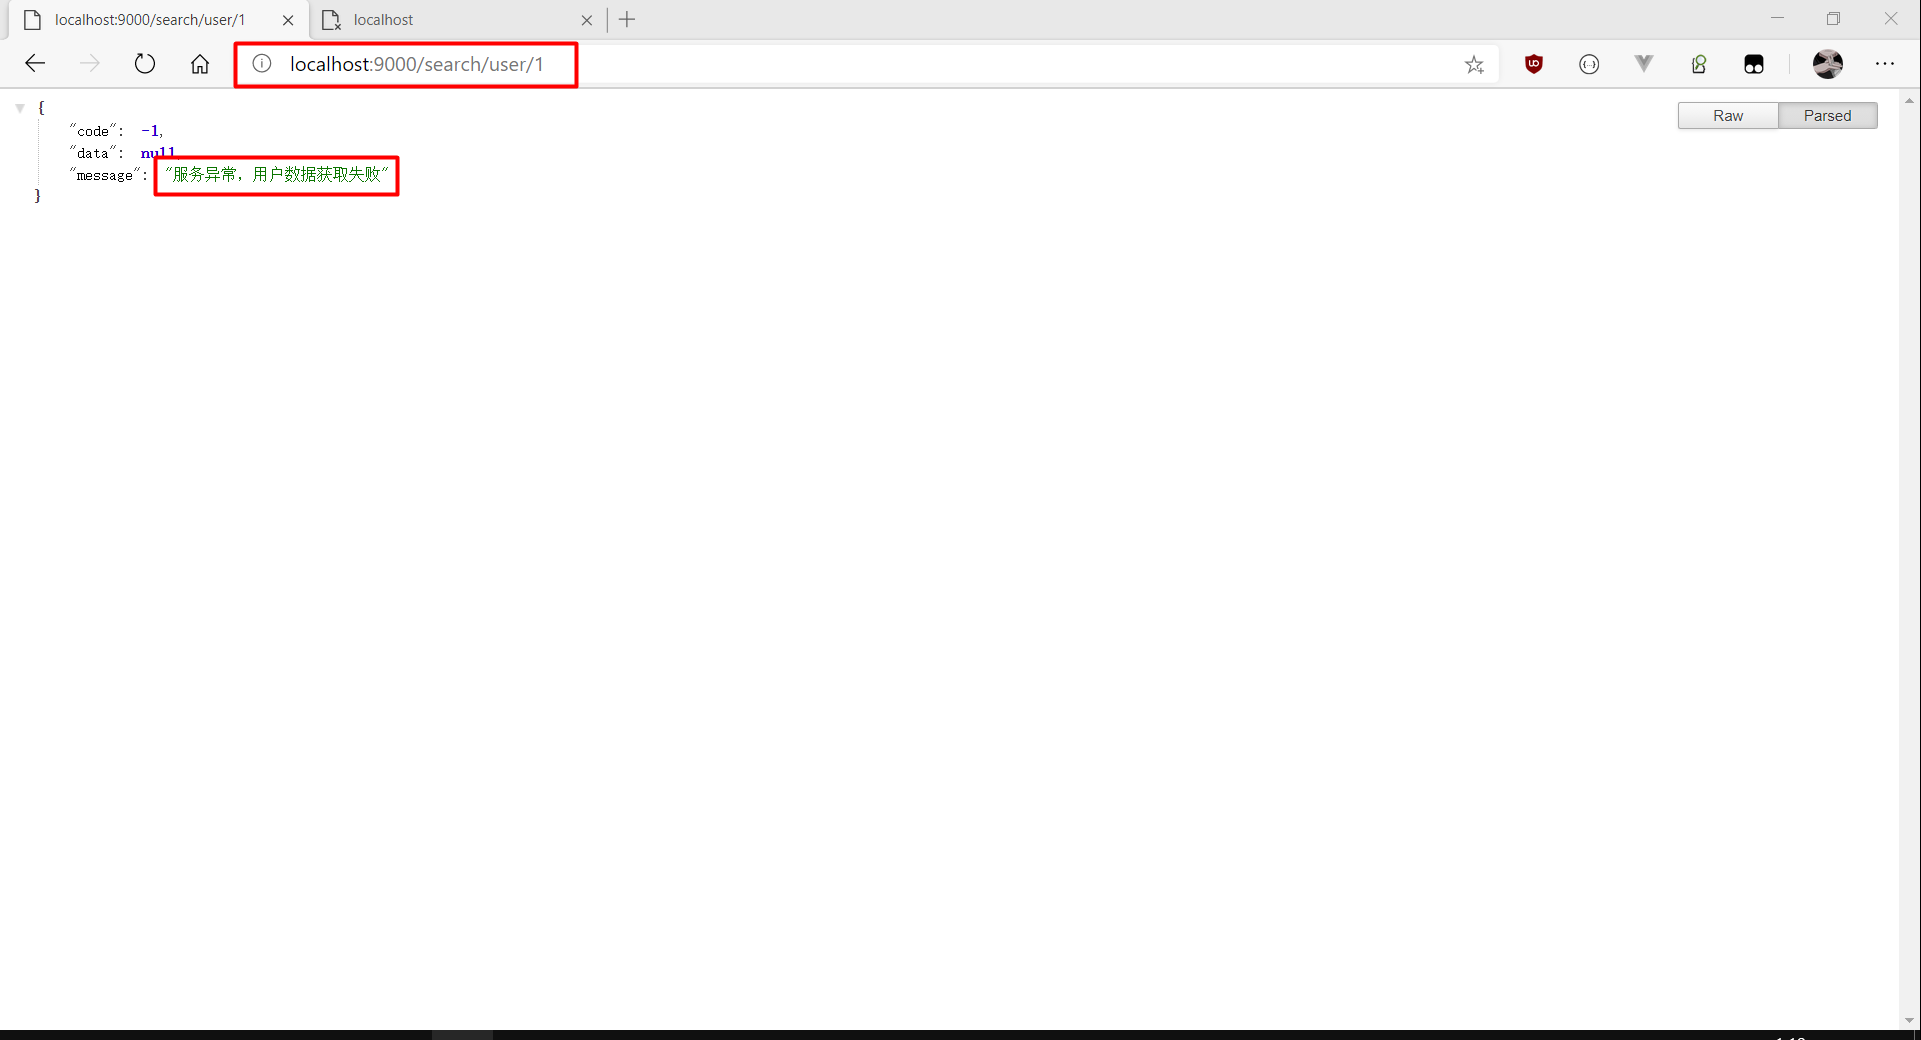 localhost:9000/search/user/1
localhost
localhost:9000/search/user/1
{
Raw
Parsed
"code": -1,
"data": null,
"message": "服务异常，用户数据获取失败"
}